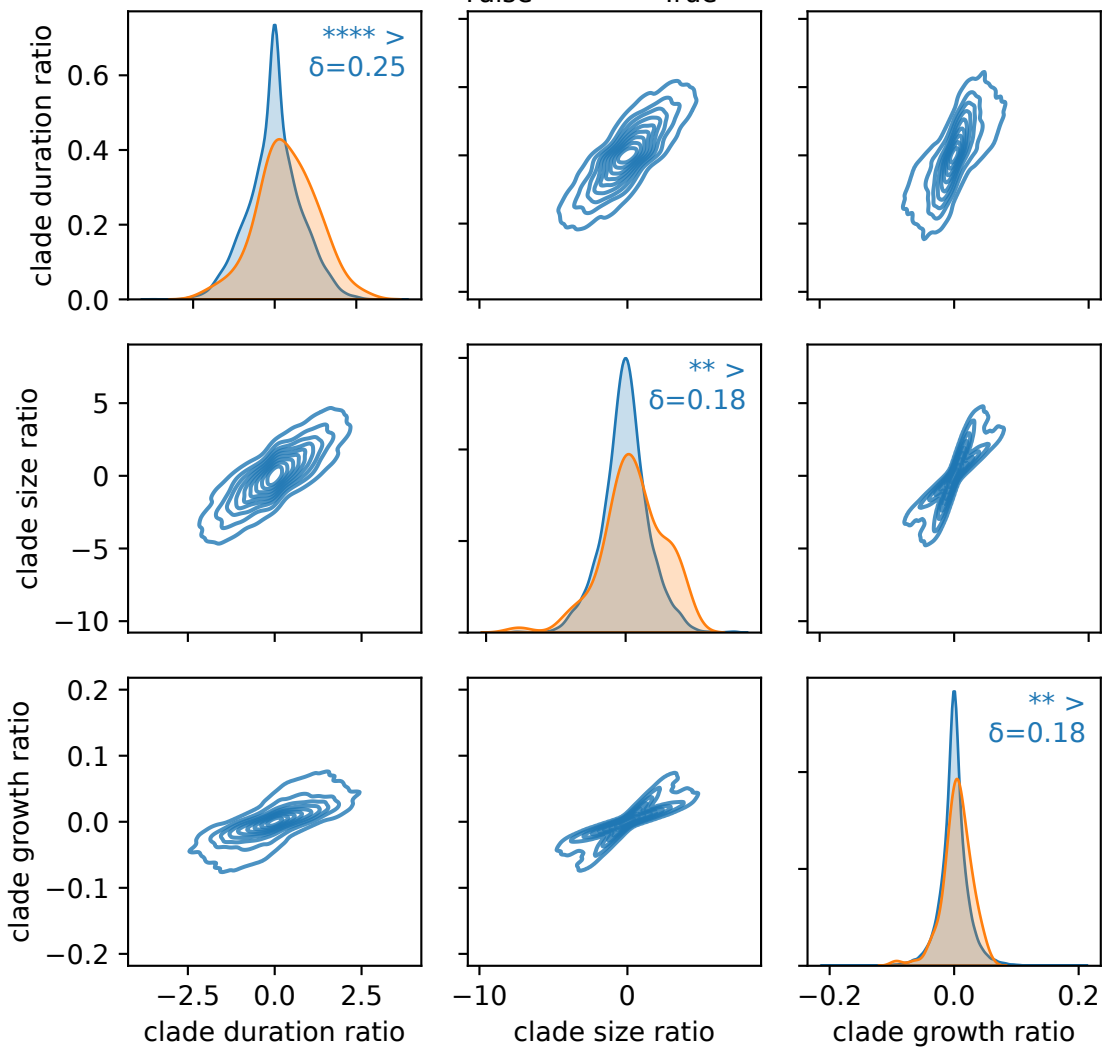 clade duration ratio
0.6
0.4
0.2
0.0
**** >
δ=0.25
clade size ratio
5
0
−5
−10
** >
δ=0.18
clade growth ratio
0.2
0.1
0.0
−0.1
−0.2
** >
δ=0.18
−2.5 0.0 2.5
clade duration ratio
−10 0
clade size ratio
−0.2 0.0 0.2
clade growth ratio